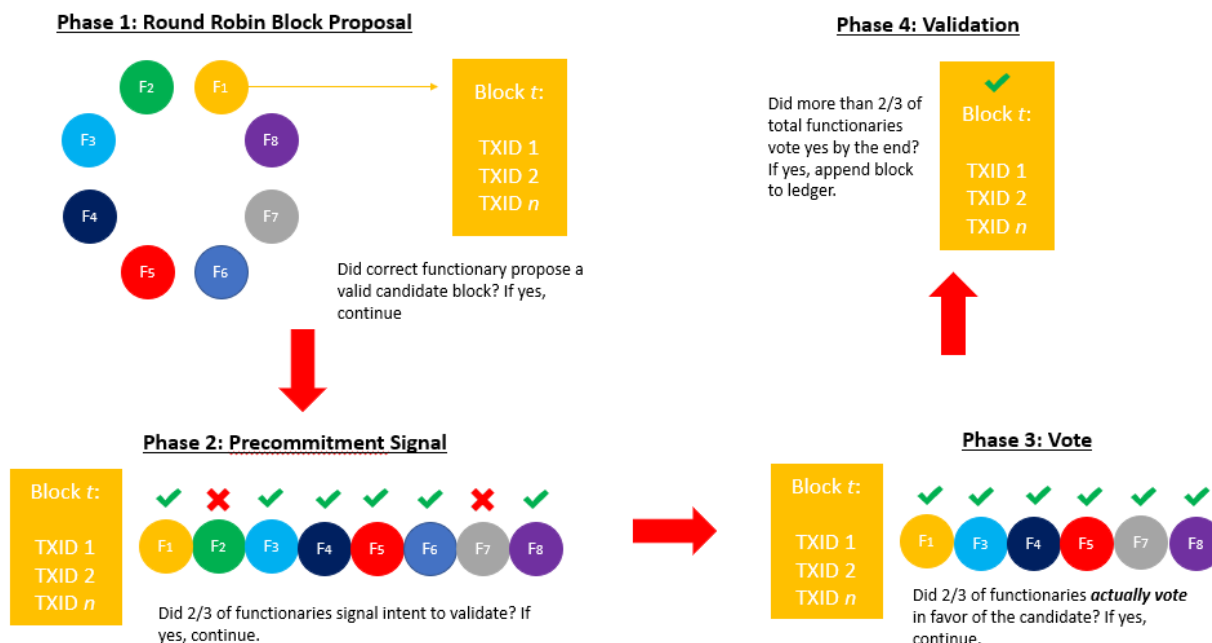 Phase 1: Round Robin Block Proposal
F2
F1
F3
F8
F4
F7
F5
F6
Block t:
TXID 1
TXID 2
TXID n
Did correct functionary propose a
valid candidate block? If yes,
continue
Phase 2: Precommitment Signal
Block t:
TXID 1
TXID 2
TXID n
F1 F2 F3 F4 F5 F6 F7 F8
Did 2/3 of functionaries signal intent to validate? If
yes, continue.
Phase 3: Vote
Block t:
TXID 1
TXID 2
TXID n
F1 F3 F4 F5 F7 F8
Did 2/3 of functionaries actually vote
in favor of the candidate? If yes,
continue.
Phase 4: Validation
Did more than 2/3 of
total functionaries
vote yes by the end?
If yes, append block
to ledger.
Block t:
TXID 1
TXID 2
TXID n